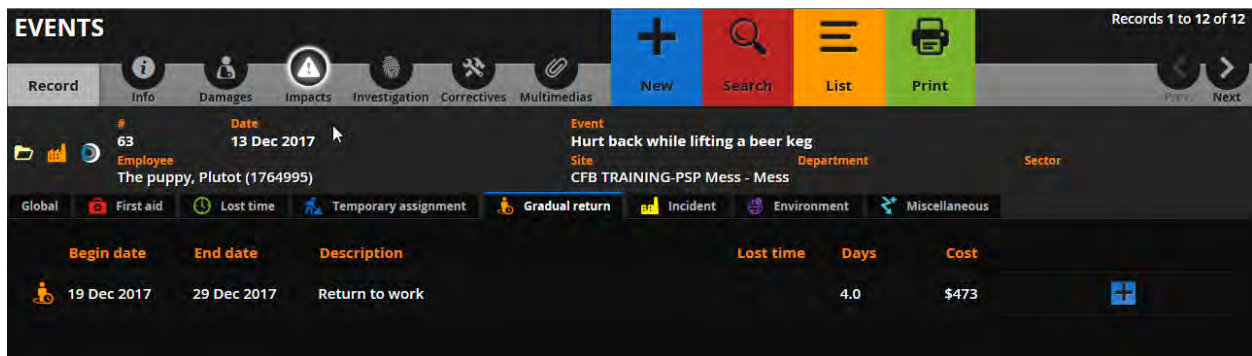 EVENTS
Records 1 to 12 of 12
Record
Info
Damages
Impacts
Investigation
Correctives
Multimedias
New
Search
List
Print
Prev.
Next
#
Date
Event
63
13 Dec 2017
Hurt back while lifting a beer keg
Employee
Site
Department
Sector
The puppy, Plutot (1764995)
CFB TRAINING-PSP Mess - Mess
Global
First aid
Lost time
Temporary assignment
Gradual return
Incident
Environment
Miscellaneous
Begin date
End date
Description
Lost time
Days
Cost
19 Dec 2017
29 Dec 2017
Return to work
4.0
$473